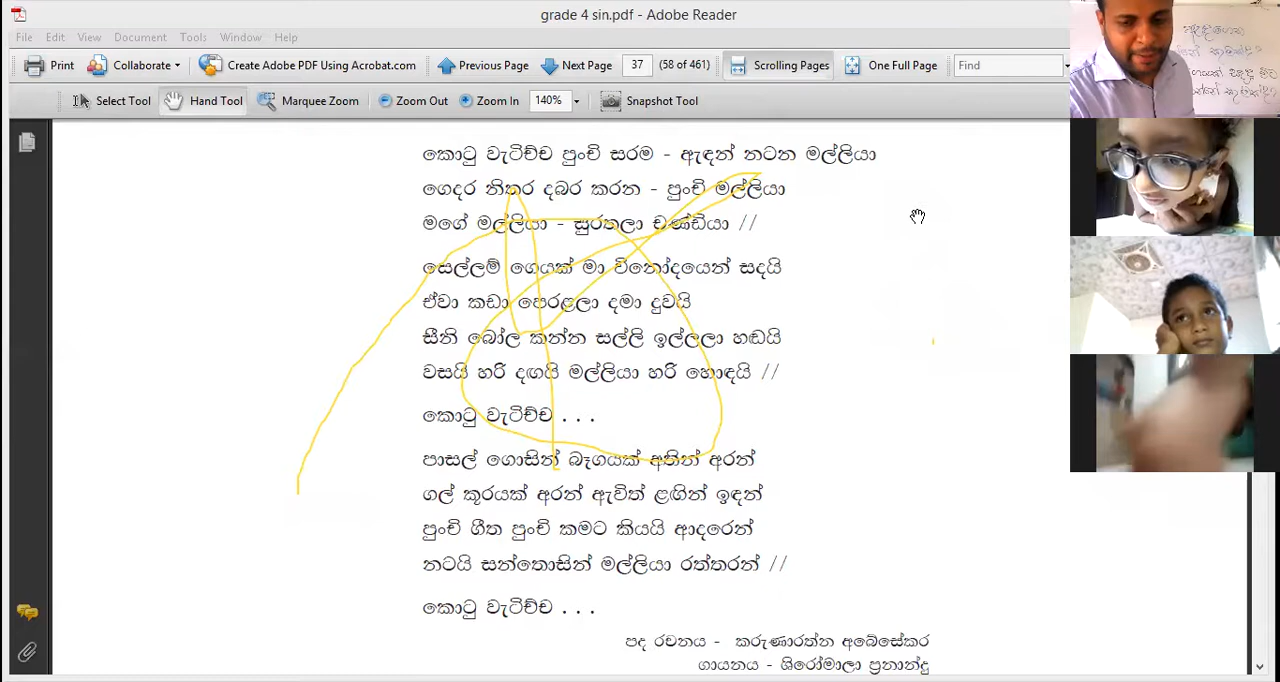 grade 4 sin.pdf - Adobe Reader
File Edit View Document Tools Window Help
Print Collaborate Create Adobe PDF Using Acrobat.com Previous Page Next Page 37 (58 of 461) Scrolling Pages One Full Page Find
Select Tool Hand Tool Marquee Zoom Zoom Out Zoom In 140% Snapshot Tool
කොටු වැටිච්ච පුංචි සරම - ඇඳන් නටන මල්ලියා
ගෙදර නිතර දබර කරන - පුංචි මල්ලියා
මගේ මල්ලියා - සුරතලා චණ්ඩියා //
සෙල්ලම් ගෙයක් මා විනෝදයෙන් සදයි
ඒවා කඩා පෙරළලා දමා දුවයි
සීනි බෝල කන්න සල්ලි ඉල්ලලා හඬයි
වසයි හරි දඟයි මල්ලියා හරි හොඳයි //
කොටු වැටිච්ච . . .
පාසල් ගොසින් බෑගයක් අතින් අරන්
ගල් කූරයක් අරන් ඇවිත් ළඟින් ඉඳන්
පුංචි ගීත පුංචි කමට කියයි ආදරෙන්
නටයි සන්තොසින් මල්ලියා රත්තරන් //
කොටු වැටිච්ච . . .
පද රචනය - කරුණාරත්න අබේසේකර
ගායනය - ශිරෝමාලා ප්‍රනාන්දු